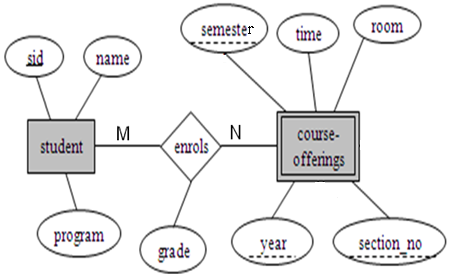 semester
time
room
sid
name
student
M
enrols
N
course-
offerings
program
grade
year
section_no